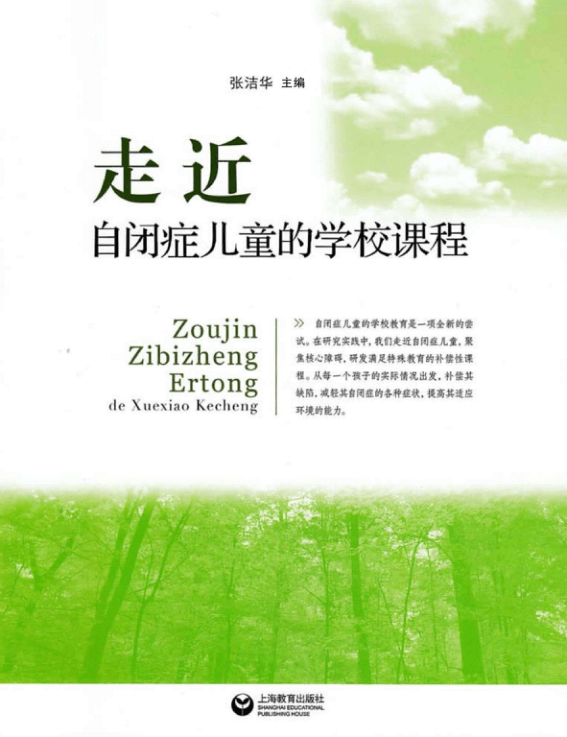 张洁华 主编
走近
自闭症儿童的学校课程
Zoujin
Zibizheng
Ertong
de Xuexiao Kecheng
» 自闭症儿童的学校教育是一项全新的尝
试。在研究实践中，我们走近自闭症儿童，聚
焦核心障碍，研发满足特殊教育的补偿性课
程。从每一个孩子的实际情况出发，补偿其
缺陷，减轻其自闭症的各种症状，提高其适应
环境的能力。
上海教育出版社
SHANGHAI EDUCATIONAL
PUBLISHING HOUSE